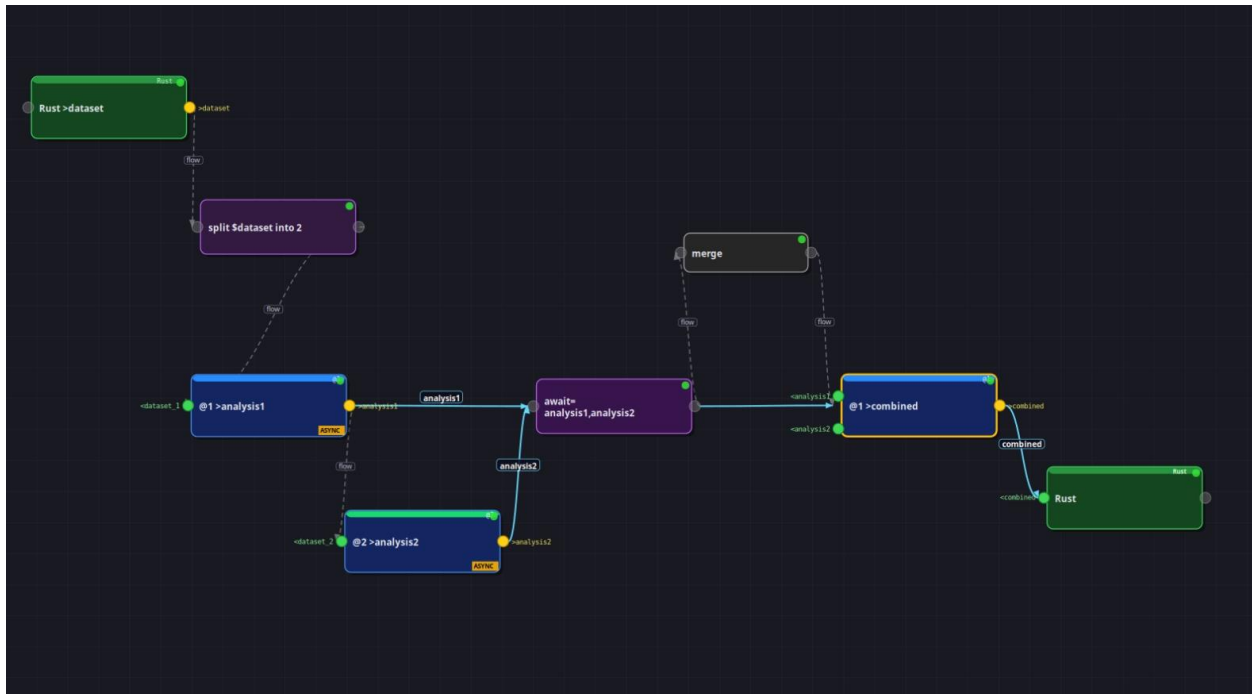 Rust
Rust >dataset
>dataset
flow
split $dataset into 2
flow
merge
flow
flow
<dataset_1
@1 >analysis1
>analysis1
ASYNC
analysis1
await=
analysis1,analysis2
<analysis1
<analysis2
@1 >combined
>combined
combined
flow
analysis2
<dataset_2
@2 >analysis2
>analysis2
ASYNC
Rust
<combined
Rust